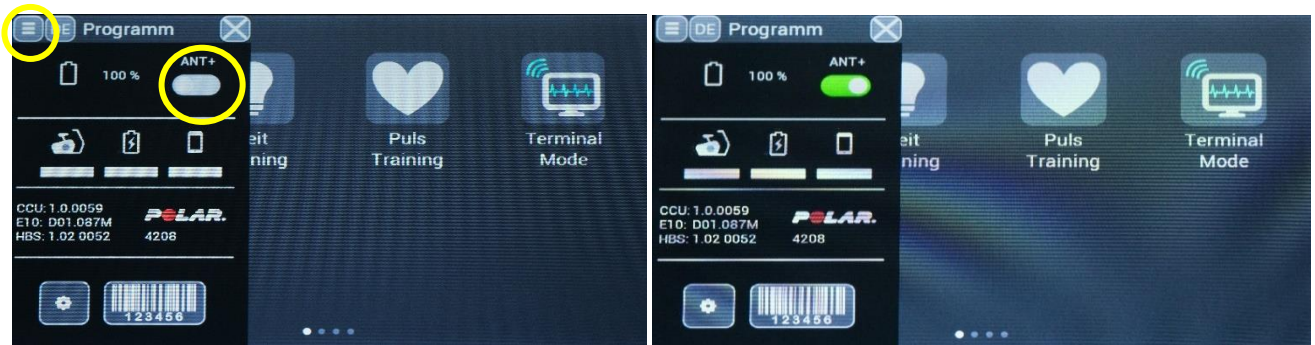 DE Programm
100 %
ANT+
eit
ning
Puls
Training
Terminal
Mode
CCU: 1.0.0059
E10: D01.087M
HBS: 1.02 0052
POLAR.
4208
123456
DE Programm
100 %
ANT+
eit
ning
Puls
Training
Terminal
Mode
CCU: 1.0.0059
E10: D01.087M
HBS: 1.02 0052
POLAR.
4208
123456